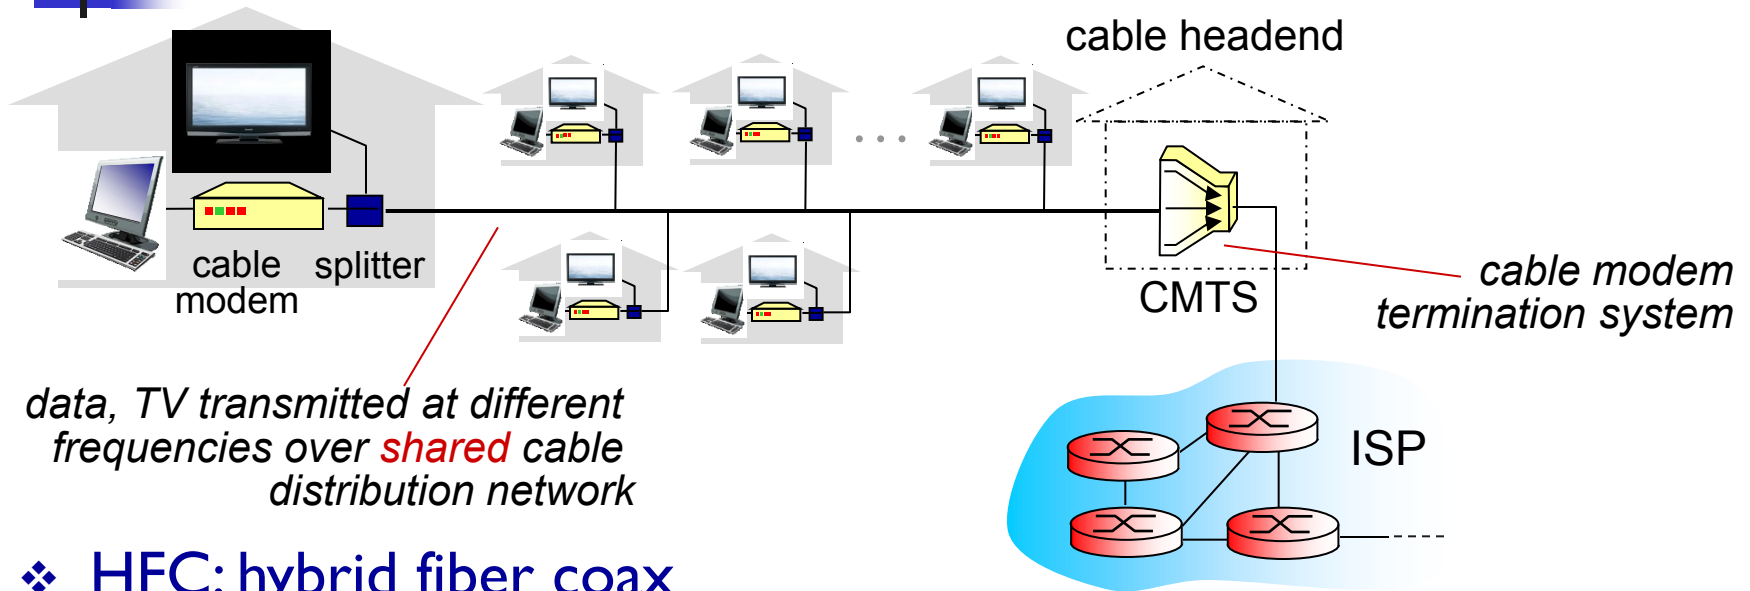 cable headend
cable
modem
splitter
CMTS
cable modem
termination system
data, TV transmitted at different
frequencies over shared cable
distribution network
ISP
❖ HFC: hybrid fiber coax